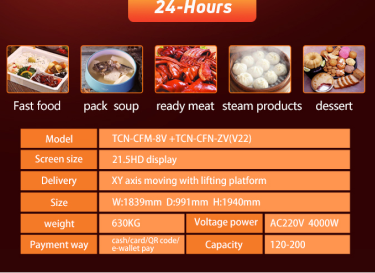 24-Hours
Fast food pack soup ready meat steam products dessert
Model TCN-CFM-8V +TCN-CFN-ZV(V22)
Screen size 21.5HD display
Delivery XY axis moving with lifting platform
Size W:1839mm D:991mm H:1940mm
weight 630KG Voltage power AC220V 4000W
Payment way cash/card/QR code/
e-wallet pay Capacity 120-200